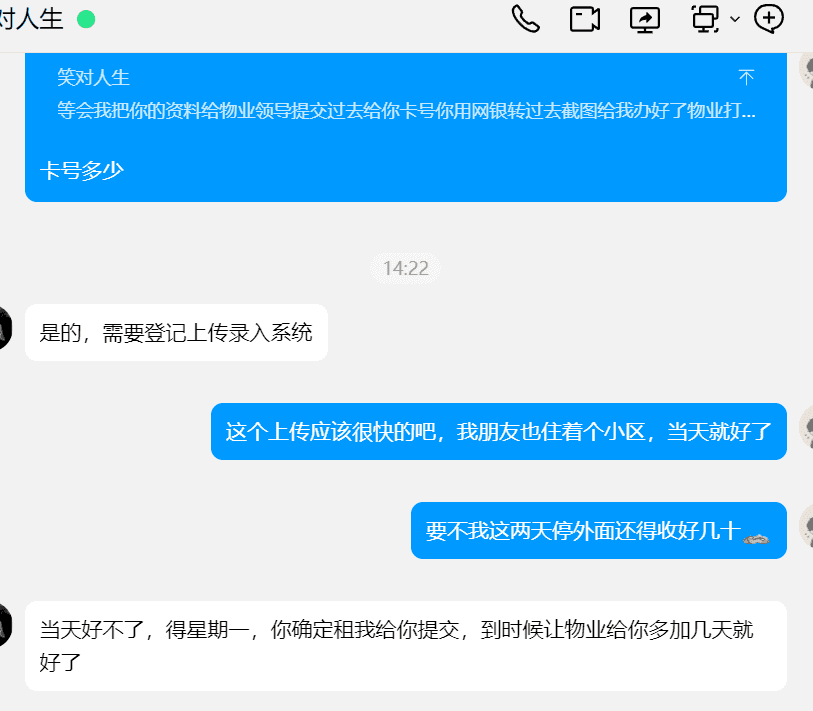 对人生
笑对人生
等会我把你的资料给物业领导提交过去给你卡号你用网银转过去截图给我办好了物业打...
卡号多少
14:22
是的，需要登记上传录入系统
这个上传应该很快的吧，我朋友也住着个小区，当天就好了
要不我这两天停外面还得收好几十
当天好不了，得星期一，你确定租我给你提交，到时候让物业给你多加几天就
好了